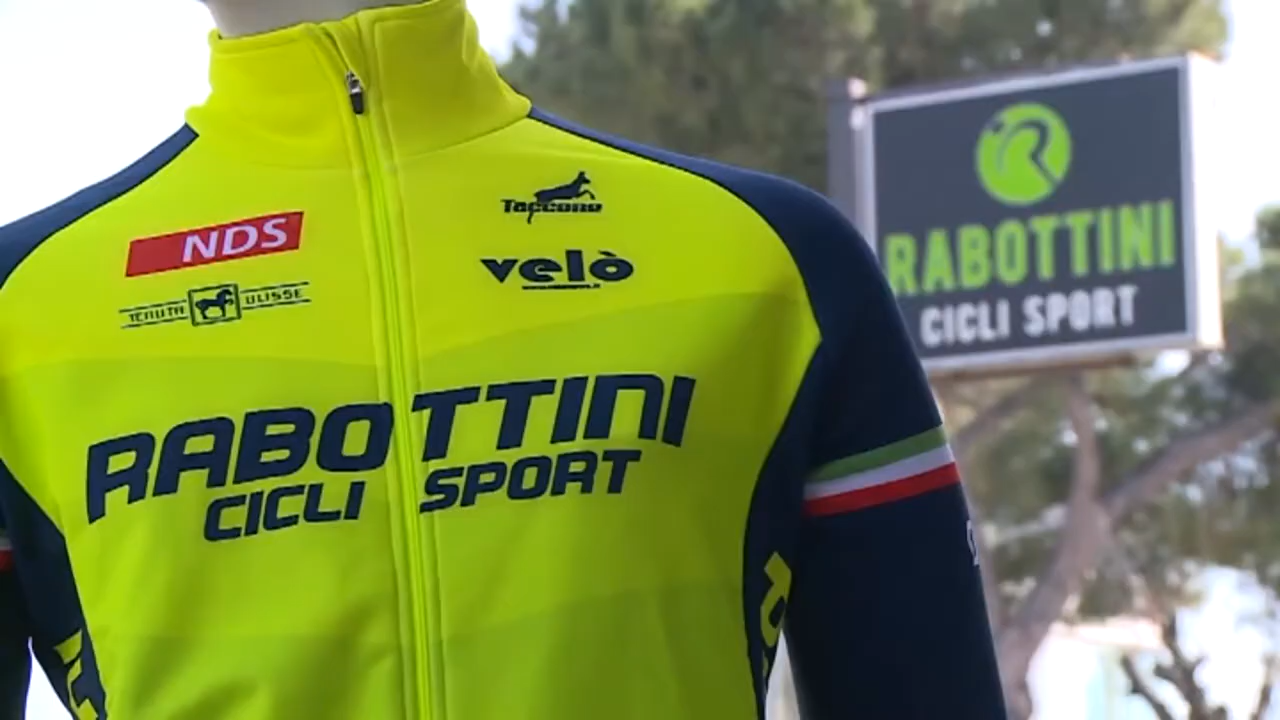 NDS
TENUTA ULISSE
Taccone
velò
RABOTTINI
CICLI SPORT
RABOTTINI
CICLI SPORT